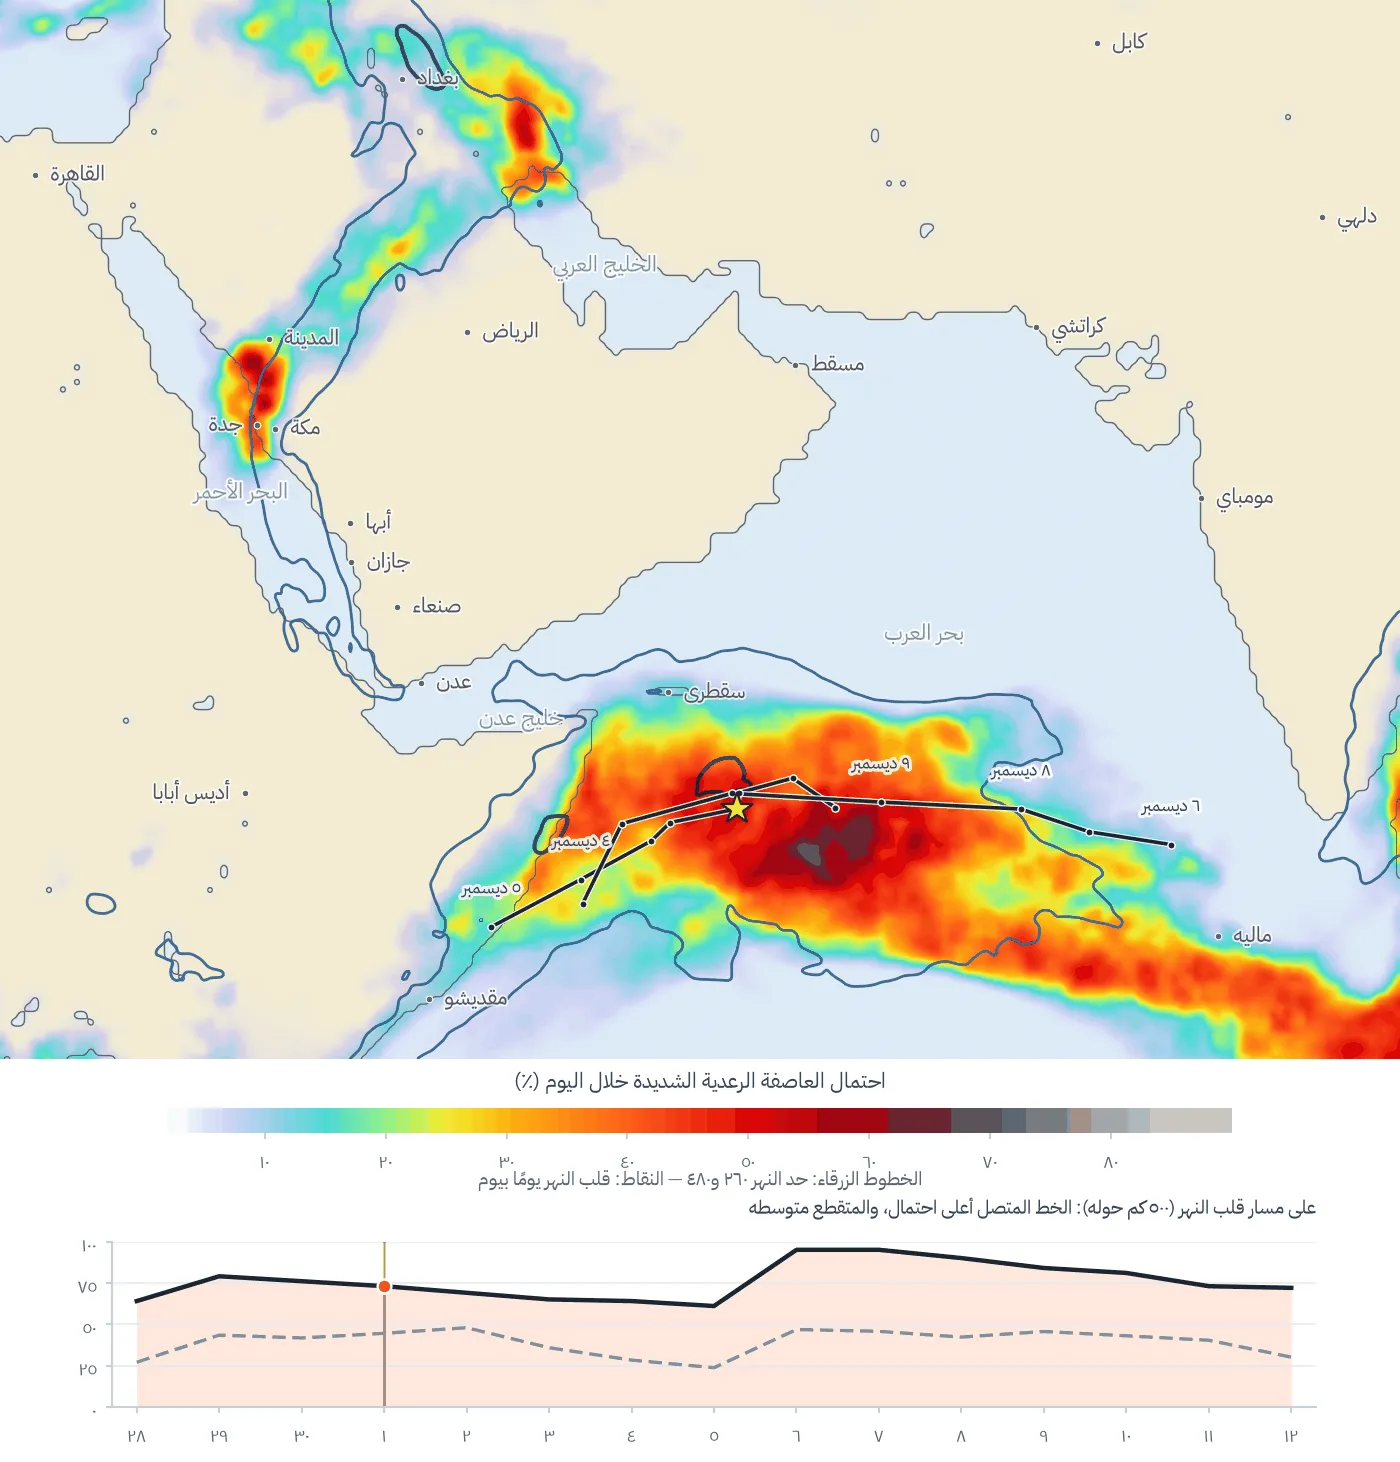 كابل
بغداد
القاهرة
دلهي
الخليج العربي
كراتشي
الرياض
المدينة
مسقط
جدة
مكة
البحر الأحمر
مومباي
أبها
جازان
صنعاء
بحر العرب
عدن
سقطرى
خليج عدن
٩ ديسمبر
٨ ديسمبر
أديس أبابا
٦ ديسمبر
٤ ديسمبر
٥ ديسمبر
ماليه
مقديشو
احتمال العاصفة الرعدية الشديدة خلال اليوم (٪)
١٠ ٢٠ ٣٠ ٤٠ ٥٠ ٦٠ ٧٠ ٨٠
الخطوط الزرقاء: حد النهر ٢٦٠ و٤٨٠ — النقاط: قلب النهر يومًا بيوم
على مسار قلب النهر (٥٠٠ كم حوله): الخط المتصل أعلى احتمال، والمتقطع متوسطه
١٠٠
٧٥
٥٠
٢٥
٠
٢٨ ٢٩ ٣٠ ١ ٢ ٣ ٤ ٥ ٦ ٧ ٨ ٩ ١٠ ١١ ١٢